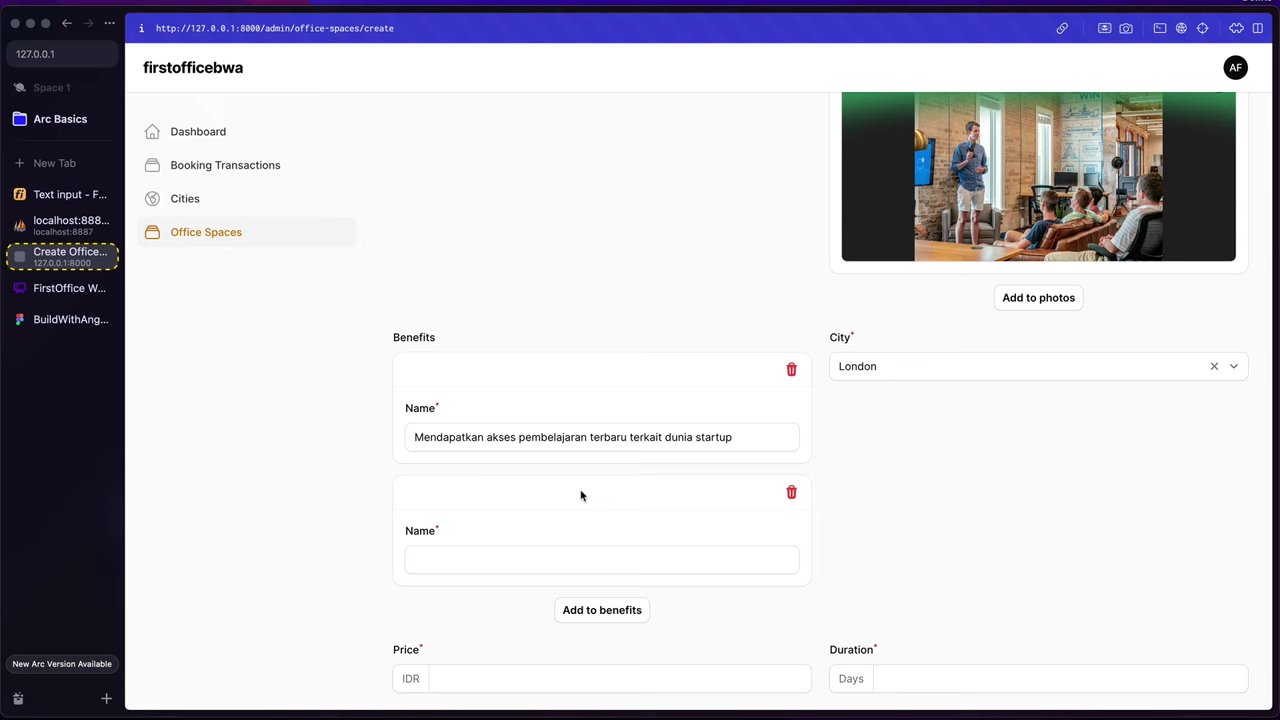 http://127.0.0.1:8000/admin/office-spaces/create
127.0.0.1
Space 1
Arc Basics
New Tab
Text input - F...
localhost:888...
localhost:8887
Create Office...
127.0.0.1:8000
FirstOffice W...
BuildWithAng...
New Arc Version Available
firstofficebwa
AF
Dashboard
Booking Transactions
Cities
Office Spaces
WIN
Add to photos
Benefits
Name*
Mendapatkan akses pembelajaran terbaru terkait dunia startup
Name*
Add to benefits
City*
London
Price*
IDR
Duration*
Days